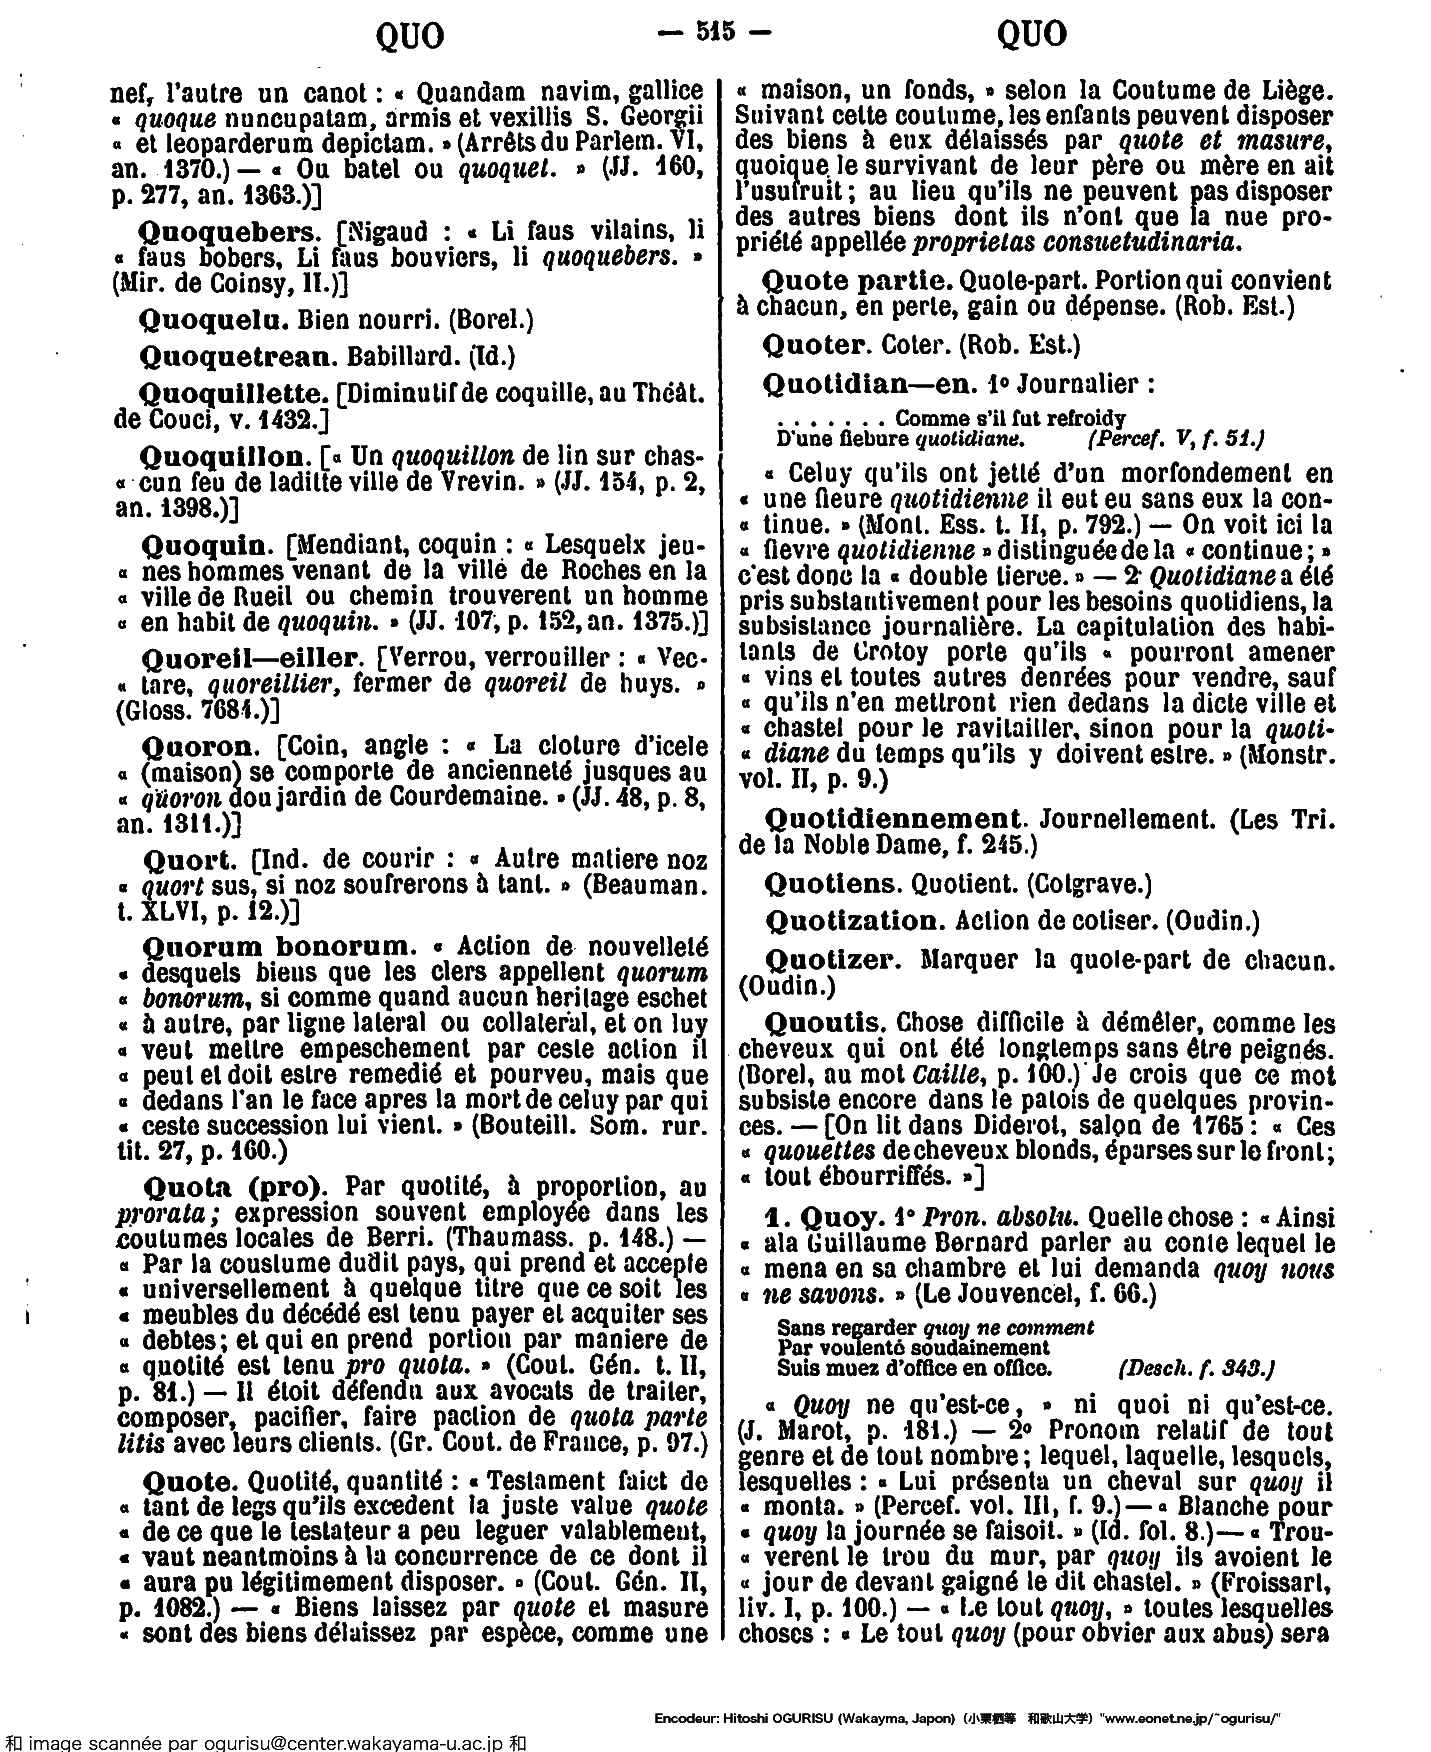 QUO — 515 — QUO
nef, l'autre un canot : « Quandam navim, gallice
« quoque nuncupatam, armis et vexillis S. Georgii
« et leoparderum depictam. » (Arrêts du Parlem. VI,
an. 1370.) — « Ou batel ou quoquet. » (JJ. 160,
p. 277, an. 1363.)]
Quoquebers. [Nigaud : « Li faus vilains, li
« faus bobers, Li faus bouviers, li quoquebers. »
(Mir. de Coinsy, II.)]
Quoquelu. Bien nourri. (Borel.)
Quoquetrean. Babillard. (Id.)
Quoquillette. [Diminutif de coquille, au Théât.
de Couci, v. 1432.]
Quoquillon. [« Un quoquillon de lin sur chas-
« cun feu de laditte ville de Vrevin. » (JJ. 154, p. 2,
an. 1398.)]
Quoquin. [Mendiant, coquin : « Lesquelx jeu-
« nes hommes venant de la ville de Roches en la
« ville de Rueil ou chemin trouverent un homme
« en habit de quoquin. » (JJ. 107, p. 152, an. 1375.)]
Quoreil—eiller. [Verrou, verrouiller : « Vec-
« tare, quoreillier, fermer de quoreil de huys. »
(Gloss. 7684.)]
Quoron. [Coin, angle : « La cloture d'icele
« (maison) se comporte de ancienneté jusques au
« quoron dou jardin de Courdemaine. » (JJ. 48, p. 8,
an. 1311.)]
Quort. [Ind. de courir : « Autre matiere noz
« quort sus, si noz soufrerons à tant. » (Beauman.
t. XLVI, p. 12.)]
Quorum bonorum. « Action de nouvelleté
« desquels biens que les clers appellent quorum
« bonorum, si comme quand aucun heritage eschet
« à autre, par ligne lateral ou collateral, et on luy
« veut mettre empeschement par ceste action il
« peut et doit estre remedié et pourveu, mais que
« dedans l'an le face apres la mort de celuy par qui
« ceste succession lui vient. » (Bouteill. Som. rur.
tit. 27, p. 160.)
Quota (pro). Par quotité, à proportion, au
prorata ; expression souvent employée dans les
coutumes locales de Berri. (Thaumass. p. 148.) —
« Par la coustume dudit pays, qui prend et accepte
« universellement à quelque titre que ce soit les
« meubles du décédé est tenu payer et acquiter ses
« debtes ; et qui en prend portion par maniere de
« quotité est tenu pro quota. » (Cout. Gén. t. II,
p. 81.) — Il étoit défendu aux avocats de traiter,
composer, pacifier, faire paction de quota parte
litis avec leurs clients. (Gr. Cout. de France, p. 97.)
Quote. Quotité, quantité : « Testament faict de
« tant de legs qu'ils excedent la juste value quote
« de ce que le testateur a peu leguer valablement,
« vaut neantmoins à la concurrence de ce dont il
« aura pu légitimement disposer. » (Cout. Gén. II,
p. 1082.) — « Biens laissez par quote et masure
« sont des biens délaissez par espèce, comme une
« maison, un fonds, » selon la Coutume de Liège.
Suivant cette coutume, les enfants peuvent disposer
des biens à eux délaissés par quote et masure,
quoique le survivant de leur père ou mère en ait
l'usufruit ; au lieu qu'ils ne peuvent pas disposer
des autres biens dont ils n'ont que la nue pro-
priété appellée proprietas consuetudinaria.
Quote partie. Quote-part. Portion qui convient
à chacun, en perte, gain ou dépense. (Rob. Est.)
Quoter. Coter. (Rob. Est.)
Quotidian—en. 1º Journalier :
. . . . . . . Comme s'il fut refroidy
D'une fiebure quotidiane. (Percef. V, f. 51.)
« Celuy qu'ils ont jetté d'un morfondement en
« une fieure quotidienne il eut eu sans eux la con-
« tinue. » (Mont. Ess. t. II, p. 792.) — On voit ici la
« fievre quotidienne » distinguée de la « continue ; »
c'est donc la « double tierce. » — 2º Quotidiane a été
pris substantivement pour les besoins quotidiens, la
subsistance journalière. La capitulation des habi-
tants de Crotoy porte qu'ils « pourront amener
« vins et toutes autres denrées pour vendre, sauf
« qu'ils n'en mettront rien dedans la dicte ville et
« chastel pour le ravitailler, sinon pour la quoti-
« diane du temps qu'ils y doivent estre. » (Monstr.
vol. II, p. 9.)
Quotidiennement. Journellement. (Les Tri.
de la Noble Dame, f. 245.)
Quotiens. Quotient. (Cotgrave.)
Quotization. Action de cotiser. (Oudin.)
Quotizer. Marquer la quote-part de chacun.
(Oudin.)
Quoutis. Chose difficile à démêler, comme les
cheveux qui ont été longtemps sans être peignés.
(Borel, au mot Caille, p. 100.) Je crois que ce mot
subsiste encore dans le patois de quelques provin-
ces. — [On lit dans Diderot, salon de 1765 : « Ces
« quouettes de cheveux blonds, éparses sur le front ;
« tout ébourriffés. »]
1. Quoy. 1º Pron. absolu. Quelle chose : « Ainsi
« ala Guillaume Bernard parler au conte lequel le
« mena en sa chambre et lui demanda quoy nous
« ne savons. » (Le Jouvencel, f. 66.)
Sans regarder quoy ne comment
Par voulenté soudainement
Suis muez d'office en office. (Desch. f. 343.)
« Quoy ne qu'est-ce, » ni quoi ni qu'est-ce.
(J. Marot, p. 181.) — 2º Pronom relatif de tout
genre et de tout nombre ; lequel, laquelle, lesquels,
lesquelles : « Lui présenta un cheval sur quoy il
« monta. » (Percef. vol. III, f. 9.) — « Blanche pour
« quoy la journée se faisoit. » (Id. fol. 8.) — « Trou-
« verent le trou du mur, par quoy ils avoient le
« jour de devant gaigné le dit chastel. » (Froissart,
liv. I, p. 100.) — « Le tout quoy, » toutes lesquelles
choses : « Le tout quoy (pour obvier aux abus) sera
Encodeur: Hitoshi OGURISU (Wakayma, Japon) (小栗栖等 和歌山大学) "www.eonet.ne.jp/~ogurisu/"
和 image scannée par ogurisu@center.wakayama-u.ac.jp 和